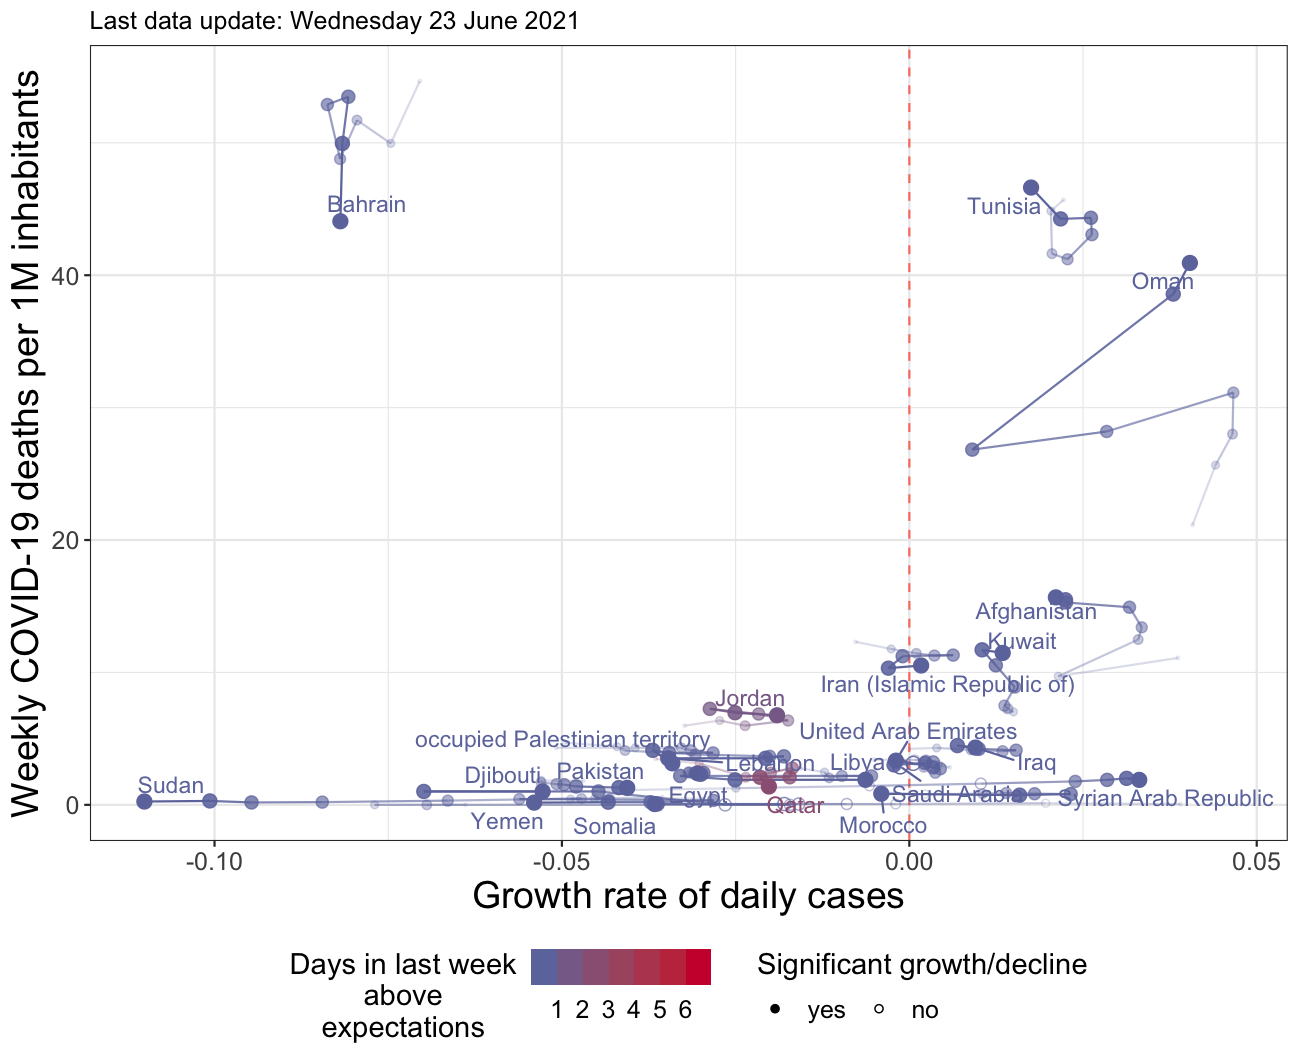 Last data update: Wednesday 23 June 2021
Weekly COVID-19 deaths per 1M inhabitants
40
20
0
Bahrain
Tunisia
Oman
Afghanistan
Kuwait
Iran (Islamic Republic of)
Jordan
United Arab Emirates
occupied Palestinian territory
Lebanon
Libya
Iraq
Djibouti
Pakistan
Sudan
Egypt
Saudi Arabia
Syrian Arab Republic
Qatar
Yemen
Somalia
Morocco
-0.10
-0.05
0.00
0.05
Growth rate of daily cases
Days in last week
above
expectations
1 2 3 4 5 6
Significant growth/decline
yes
no